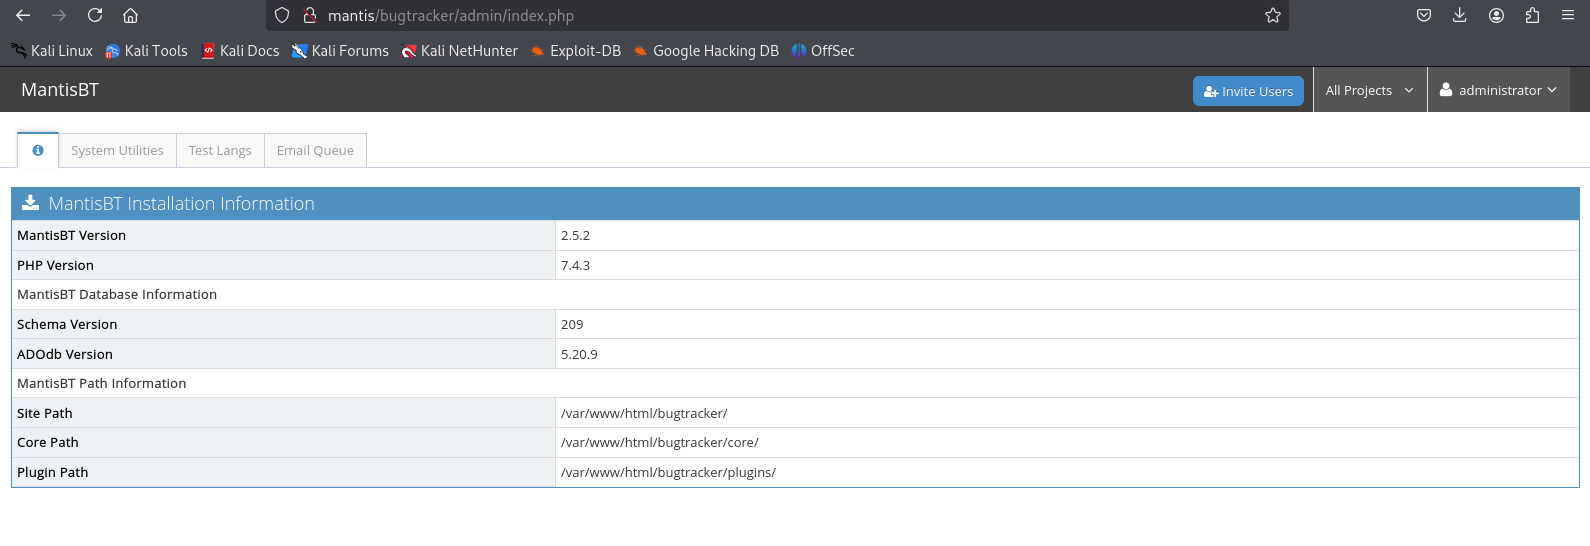 mantis/bugtracker/admin/index.php
Kali Linux Kali Tools Kali Docs Kali Forums Kali NetHunter Exploit-DB Google Hacking DB OffSec
MantisBT Invite Users All Projects administrator
System Utilities Test Langs Email Queue
MantisBT Installation Information
MantisBT Version 2.5.2
PHP Version 7.4.3
MantisBT Database Information
Schema Version 209
ADOdb Version 5.20.9
MantisBT Path Information
Site Path /var/www/html/bugtracker/
Core Path /var/www/html/bugtracker/core/
Plugin Path /var/www/html/bugtracker/plugins/